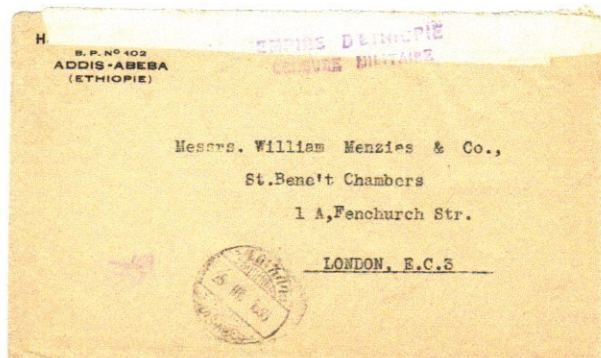 H
EMPIRE D'ETHIOPIE
CENSURE MILITAIRE
B. P. Nº 402
ADDIS-ABEBA
(ETHIOPIE)
Messrs. William Menzies & Co.,
St.Bene't Chambers
1 A,Fenchurch Str.
LONDON, E.C.3